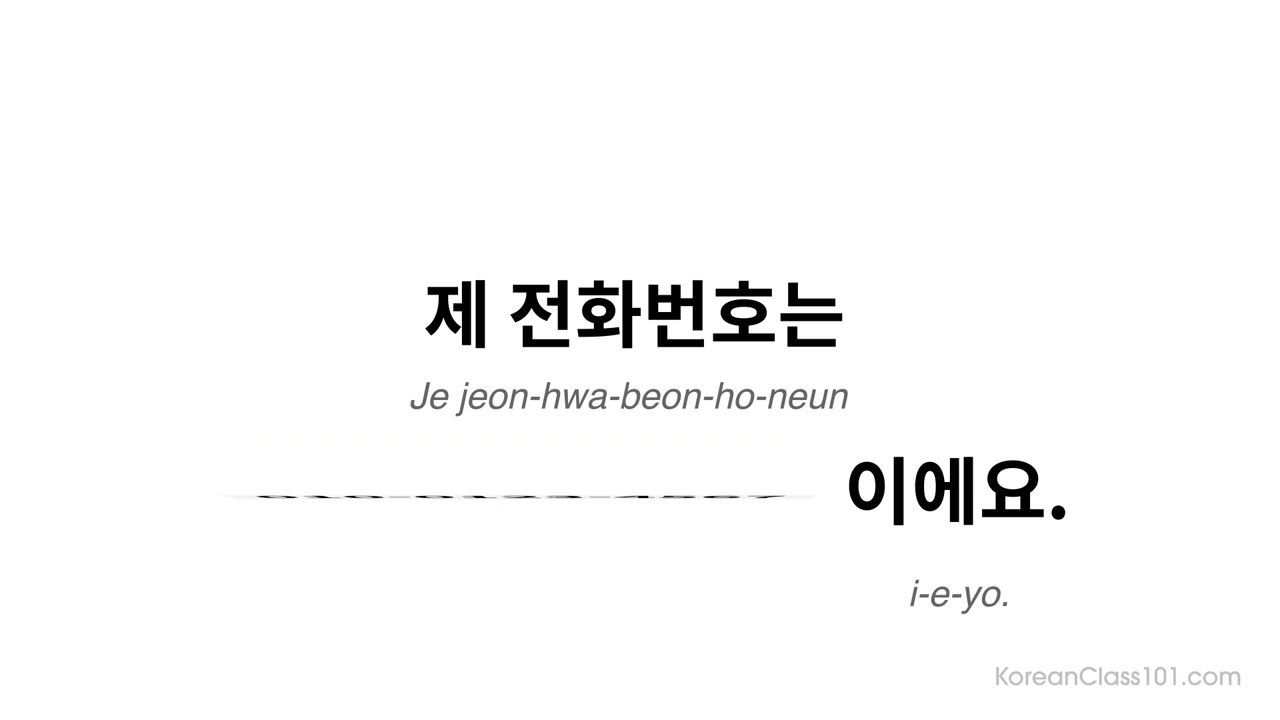 제 전화번호는
Je jeon-hwa-beon-ho-neun
이에요.
i-e-yo.
KoreanClass101.com